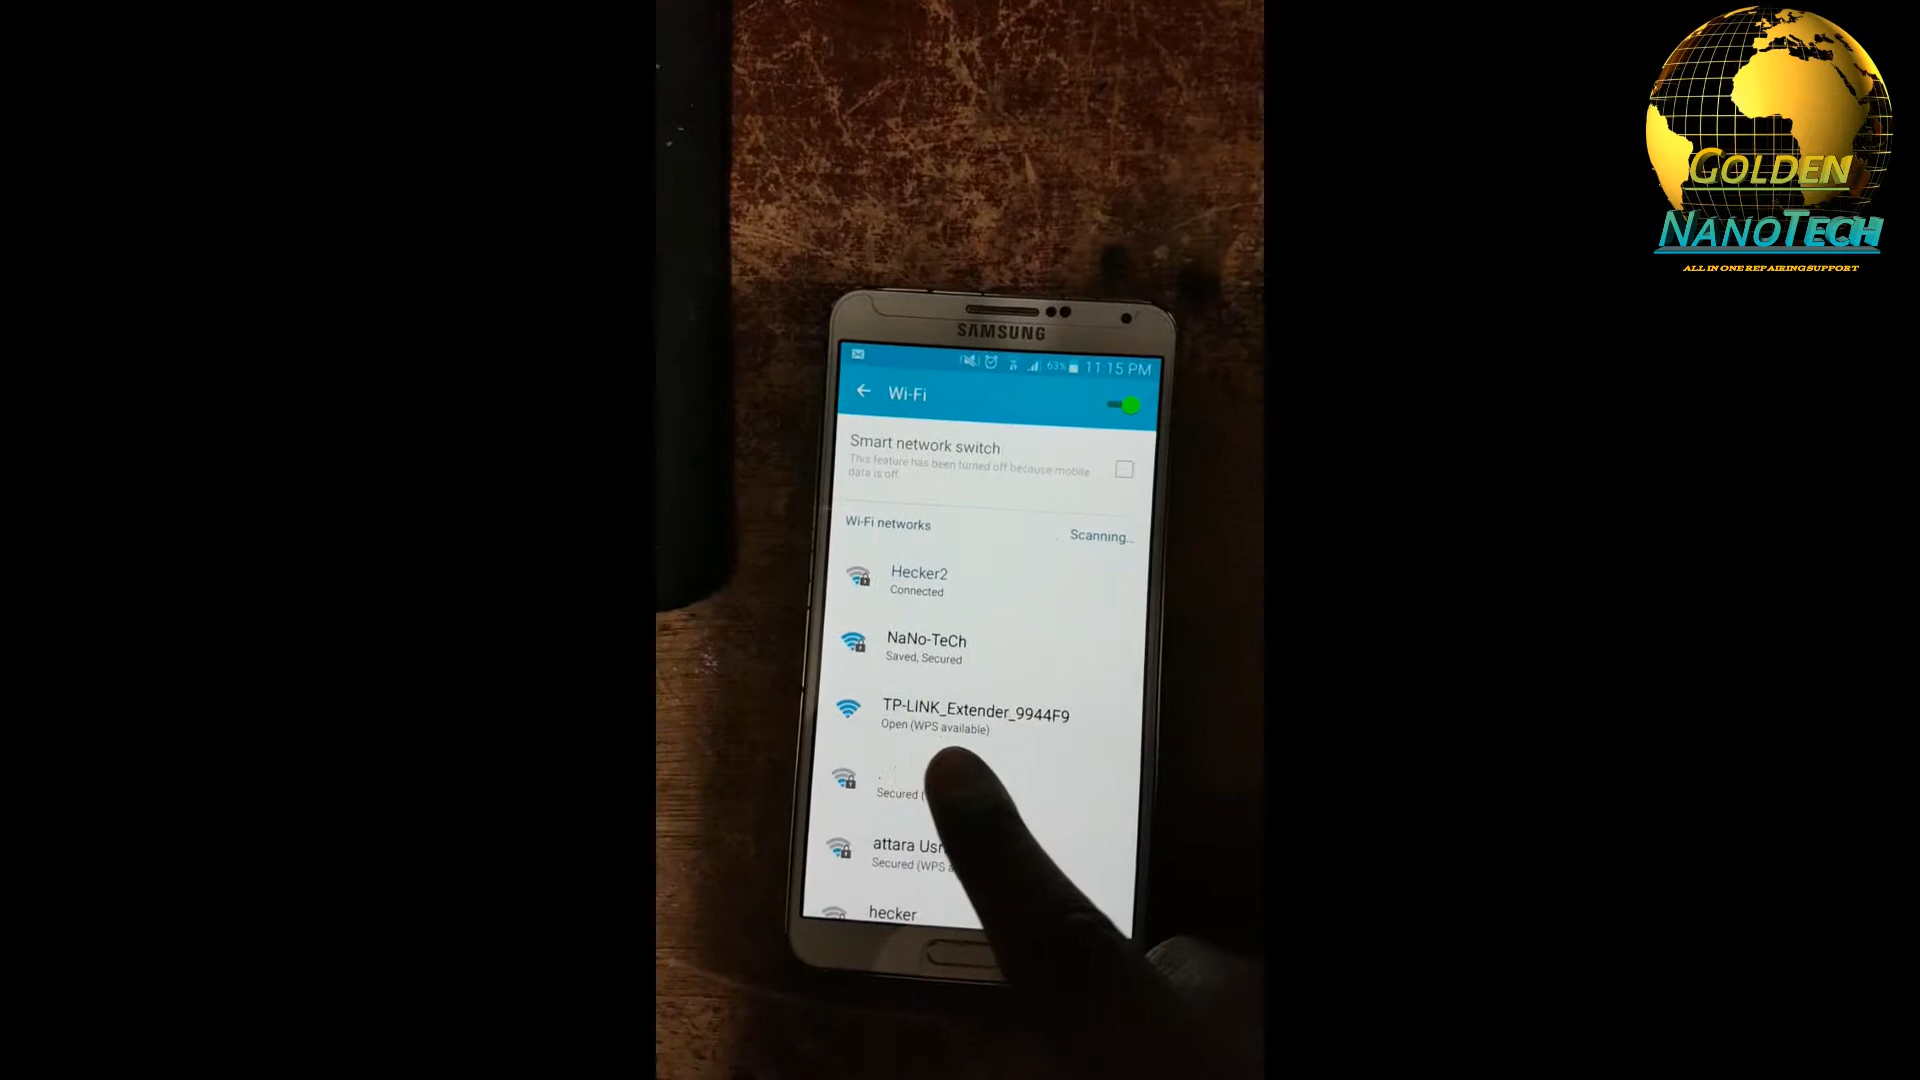 GOLDEN
NANOTECH
ALL IN ONE REPAIRING SUPPORT
SAMSUNG
63% 11:15 PM
Wi-Fi
Smart network switch
This feature has been turned off because mobile
data is off.
Wi-Fi networks
Scanning...
Hecker2
Connected
NaNo-TeCh
Saved, Secured
TP-LINK_Extender_9944F9
Open (WPS available)
Secured (
attara
Secured (WPS
hecker